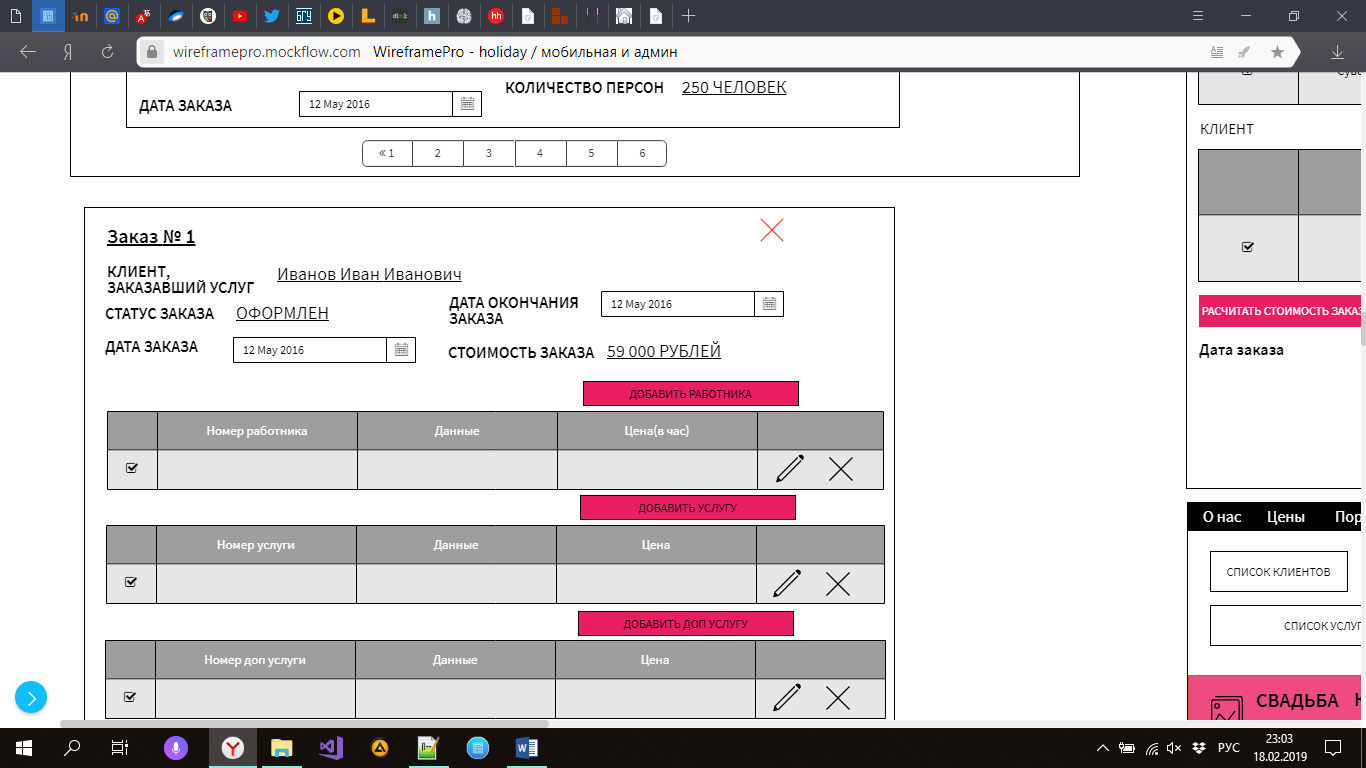 wireframepro.mockflow.com WireframePro - holiday / мобильная и админ
КОЛИЧЕСТВО ПЕРСОН 250 ЧЕЛОВЕК
ДАТА ЗАКАЗА 12 May 2016
« 1 2 3 4 5 6
Заказ № 1
КЛИЕНТ,
ЗАКАЗАВШИЙ УСЛУГ Иванов Иван Иванович
СТАТУС ЗАКАЗА ОФОРМЛЕН
ДАТА ОКОНЧАНИЯ
ЗАКАЗА 12 May 2016
ДАТА ЗАКАЗА 12 May 2016
СТОИМОСТЬ ЗАКАЗА 59 000 РУБЛЕЙ
ДОБАВИТЬ РАБОТНИКА
Номер работника Данные Цена(в час)
ДОБАВИТЬ УСЛУГУ
Номер услуги Данные Цена
ДОБАВИТЬ ДОП УСЛУГУ
Номер доп услуги Данные Цена
КЛИЕНТ
РАСЧИТАТЬ СТОИМОСТЬ ЗАКАЗ
Дата заказа
О нас Цены Пор
СПИСОК КЛИЕНТОВ
СПИСОК УСЛУГ
СВАДЬБА К
РУС
23:03
18.02.2019